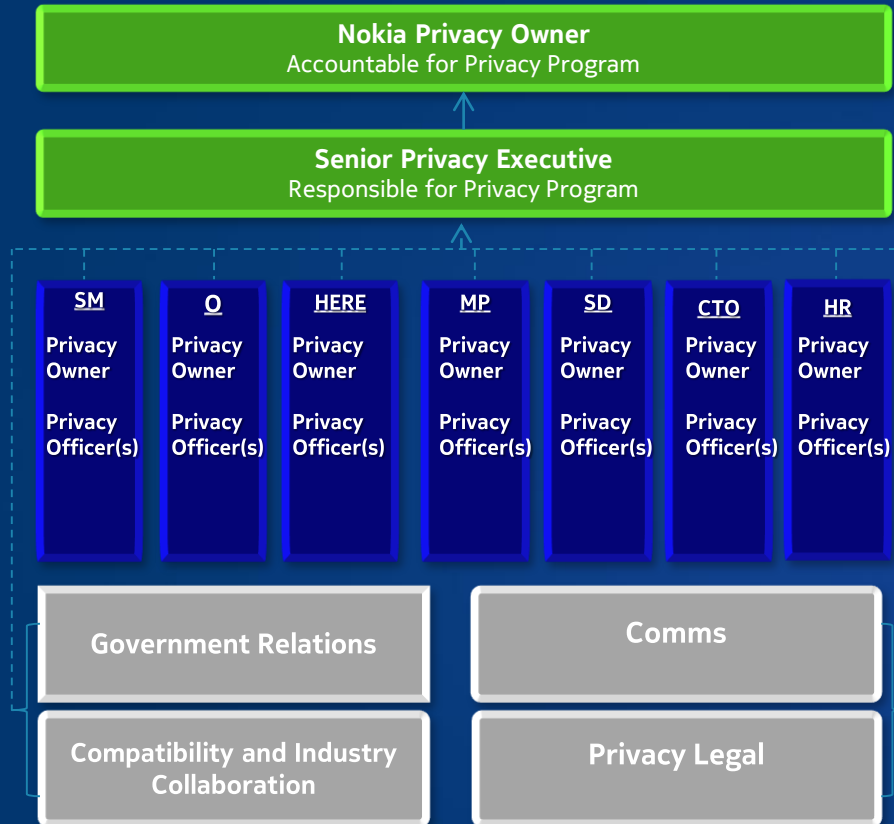 Nokia Privacy Owner
Accountable for Privacy Program
Senior Privacy Executive
Responsible for Privacy Program
SM
Privacy
Owner
Privacy
Officer(s)
O
Privacy
Owner
Privacy
Officer(s)
HERE
Privacy
Owner
Privacy
Officer(s)
MP
Privacy
Owner
Privacy
Officer(s)
SD
Privacy
Owner
Privacy
Officer(s)
CTO
Privacy
Owner
Privacy
Officer(s)
HR
Privacy
Owner
Privacy
Officer(s)
Government Relations
Comms
Compatibility and Industry
Collaboration
Privacy Legal